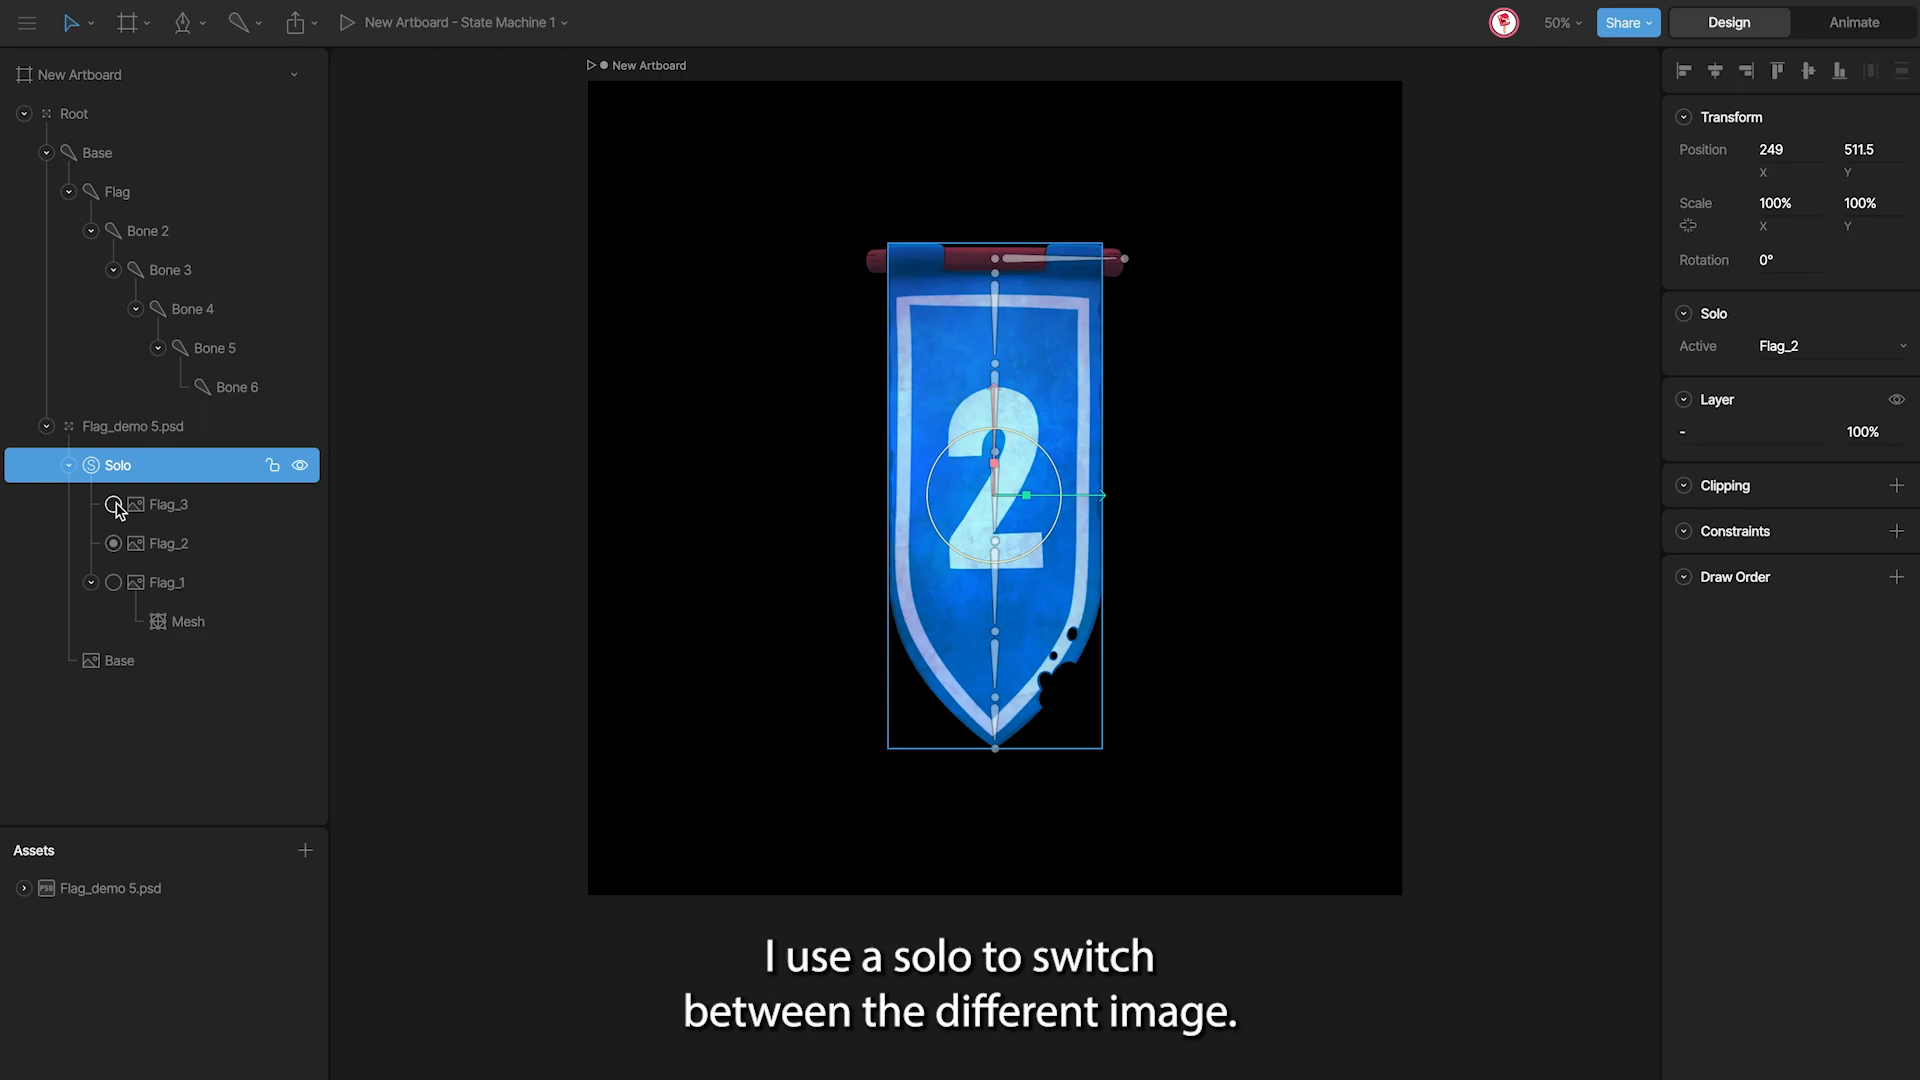 New Artboard - State Machine 1
50%
Share
Design
Animate
New Artboard
Root
Base
Flag
Bone 2
Bone 3
Bone 4
Bone 5
Bone 6
Flag_demo 5.psd
S Solo
Flag_3
Flag_2
Flag_1
Mesh
Base
Assets
PSD Flag_demo 5.psd
New Artboard
2
I use a solo to switch
between the different image.
Transform
Position 249 511.5
X Y
Scale 100% 100%
X Y
Rotation 0°
Solo
Active Flag_2
Layer
- 100%
Clipping
Constraints
Draw Order